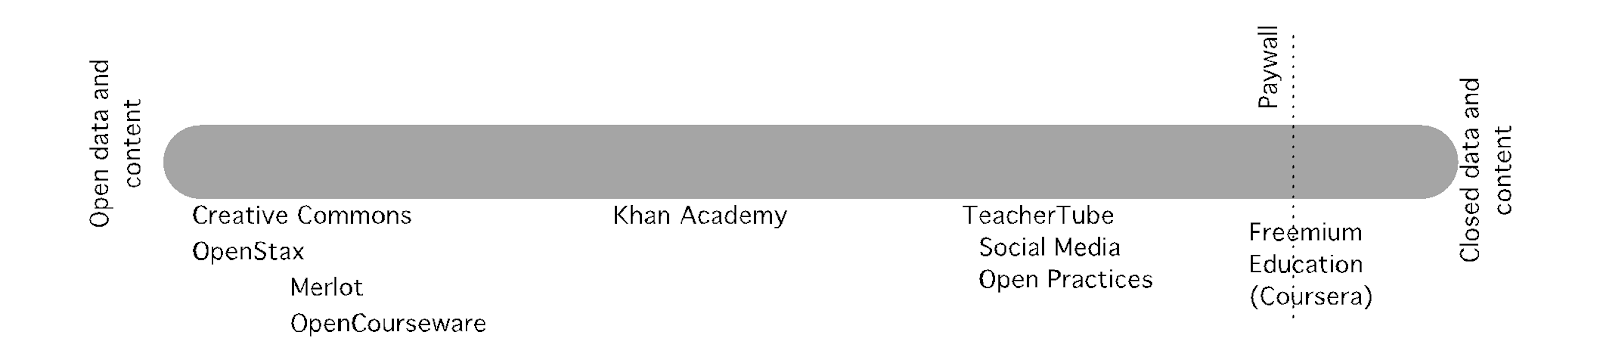 Open data and
content
Creative Commons
OpenStax
Merlot
OpenCourseware
Khan Academy
TeacherTube
Social Media
Open Practices
Paywall
Freemium
Education
(Coursera)
Closed data and
content